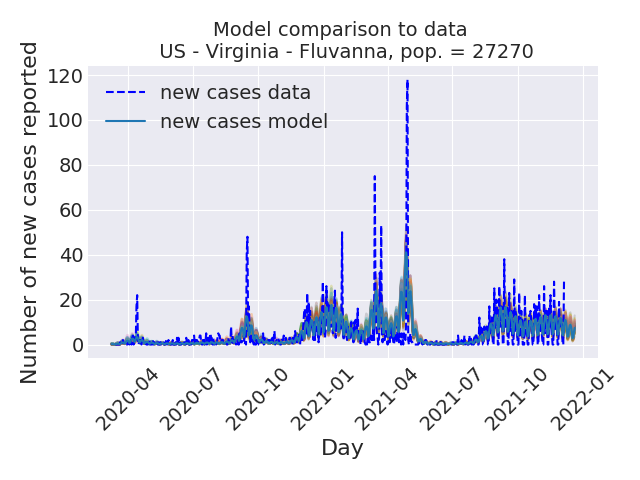 Model comparison to data
US - Virginia - Fluvanna, pop. = 27270
Number of new cases reported
120
100
80
60
40
20
0
new cases data
new cases model
2020-04
2020-07
2020-10
2021-01
2021-04
2021-07
2021-10
2022-01
Day